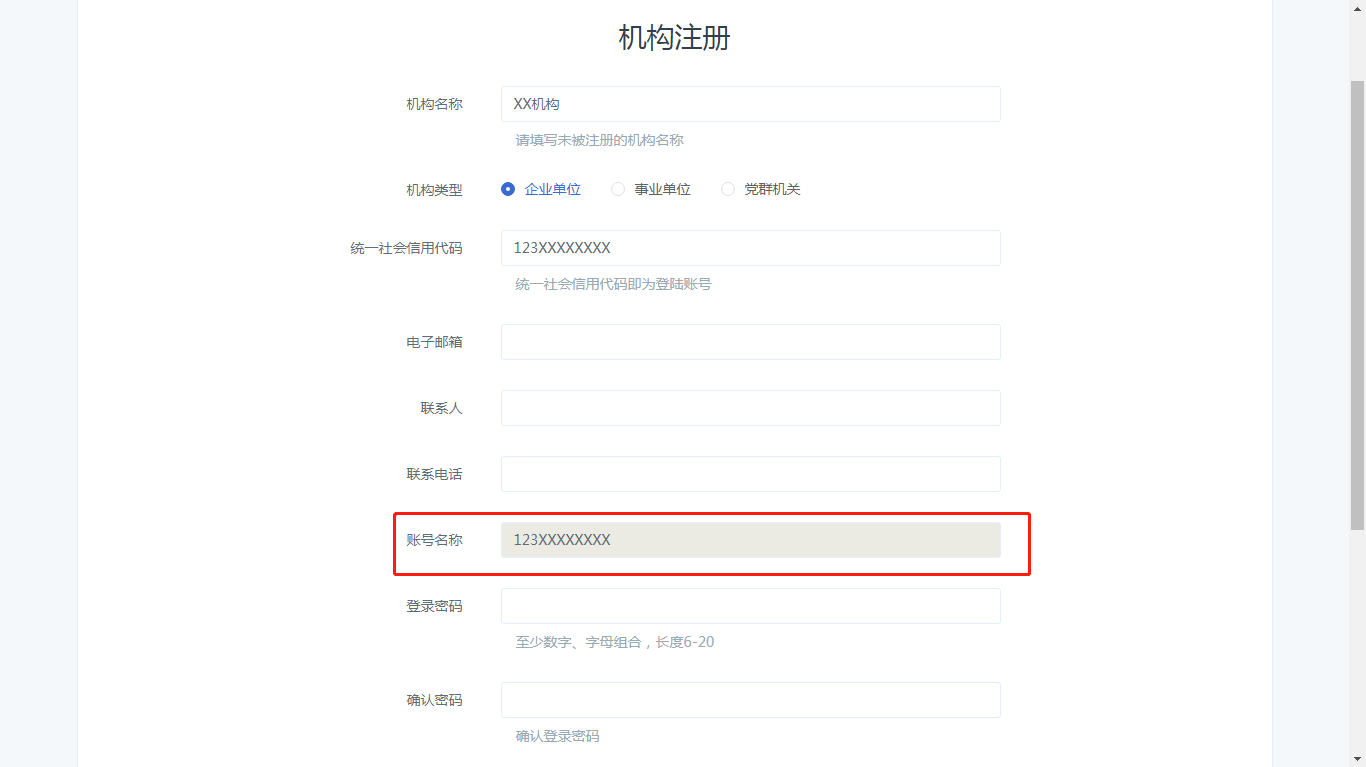 机构注册
机构名称 XX机构
请填写未被注册的机构名称
机构类型 企业单位 事业单位 党群机关
统一社会信用代码 123XXXXXXXX
统一社会信用代码即为登陆账号
电子邮箱
联系人
联系电话
账号名称 123XXXXXXXX
登录密码
至少数字、字母组合，长度6-20
确认密码
确认登录密码